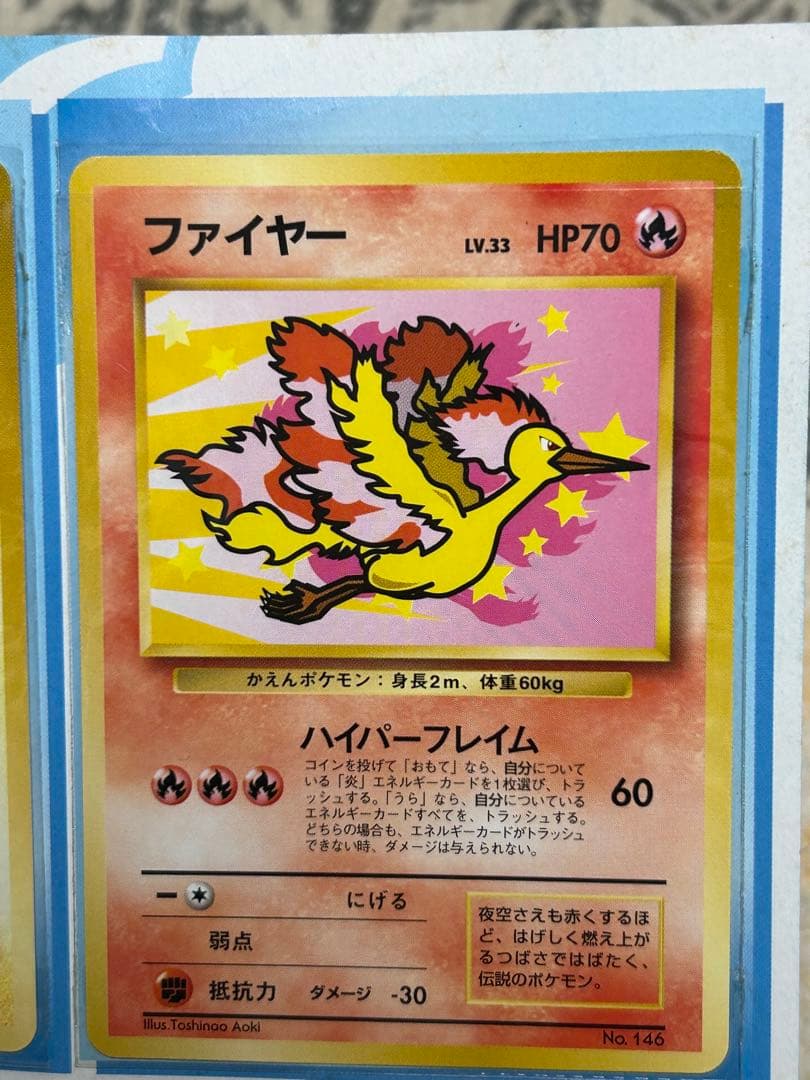 ファイヤー LV.33 HP70
かえんポケモン：身長2m、体重60kg
ハイパーフレイム
コインを投げて「おもて」なら、自分についている「炎」エネルギーカードを1枚選び、トラッシュする。「うら」なら、自分についているエネルギーカードすべてを、トラッシュする。どちらの場合も、エネルギーカードがトラッシュできない時、ダメージは与えられない。
60
にげる
弱点
抵抗力 ダメージ -30
夜空さえも赤くするほ
ど、はげしく燃え上が
るつばさではばたく、
伝説のポケモン。
Illus.Toshinao Aoki
No. 146